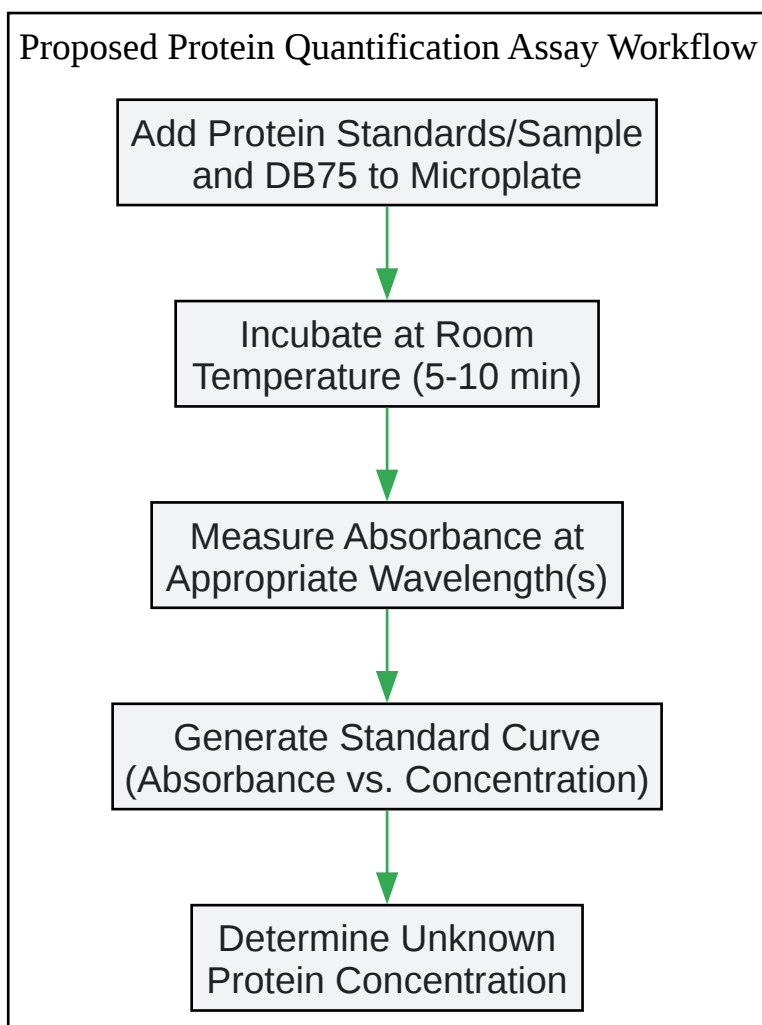 Proposed Protein Quantification Assay Workflow
Add Protein Standards/Sample
and DB75 to Microplate
Incubate at Room
Temperature (5-10 min)
Measure Absorbance at
Appropriate Wavelength(s)
Generate Standard Curve
(Absorbance vs. Concentration)
Determine Unknown
Protein Concentration